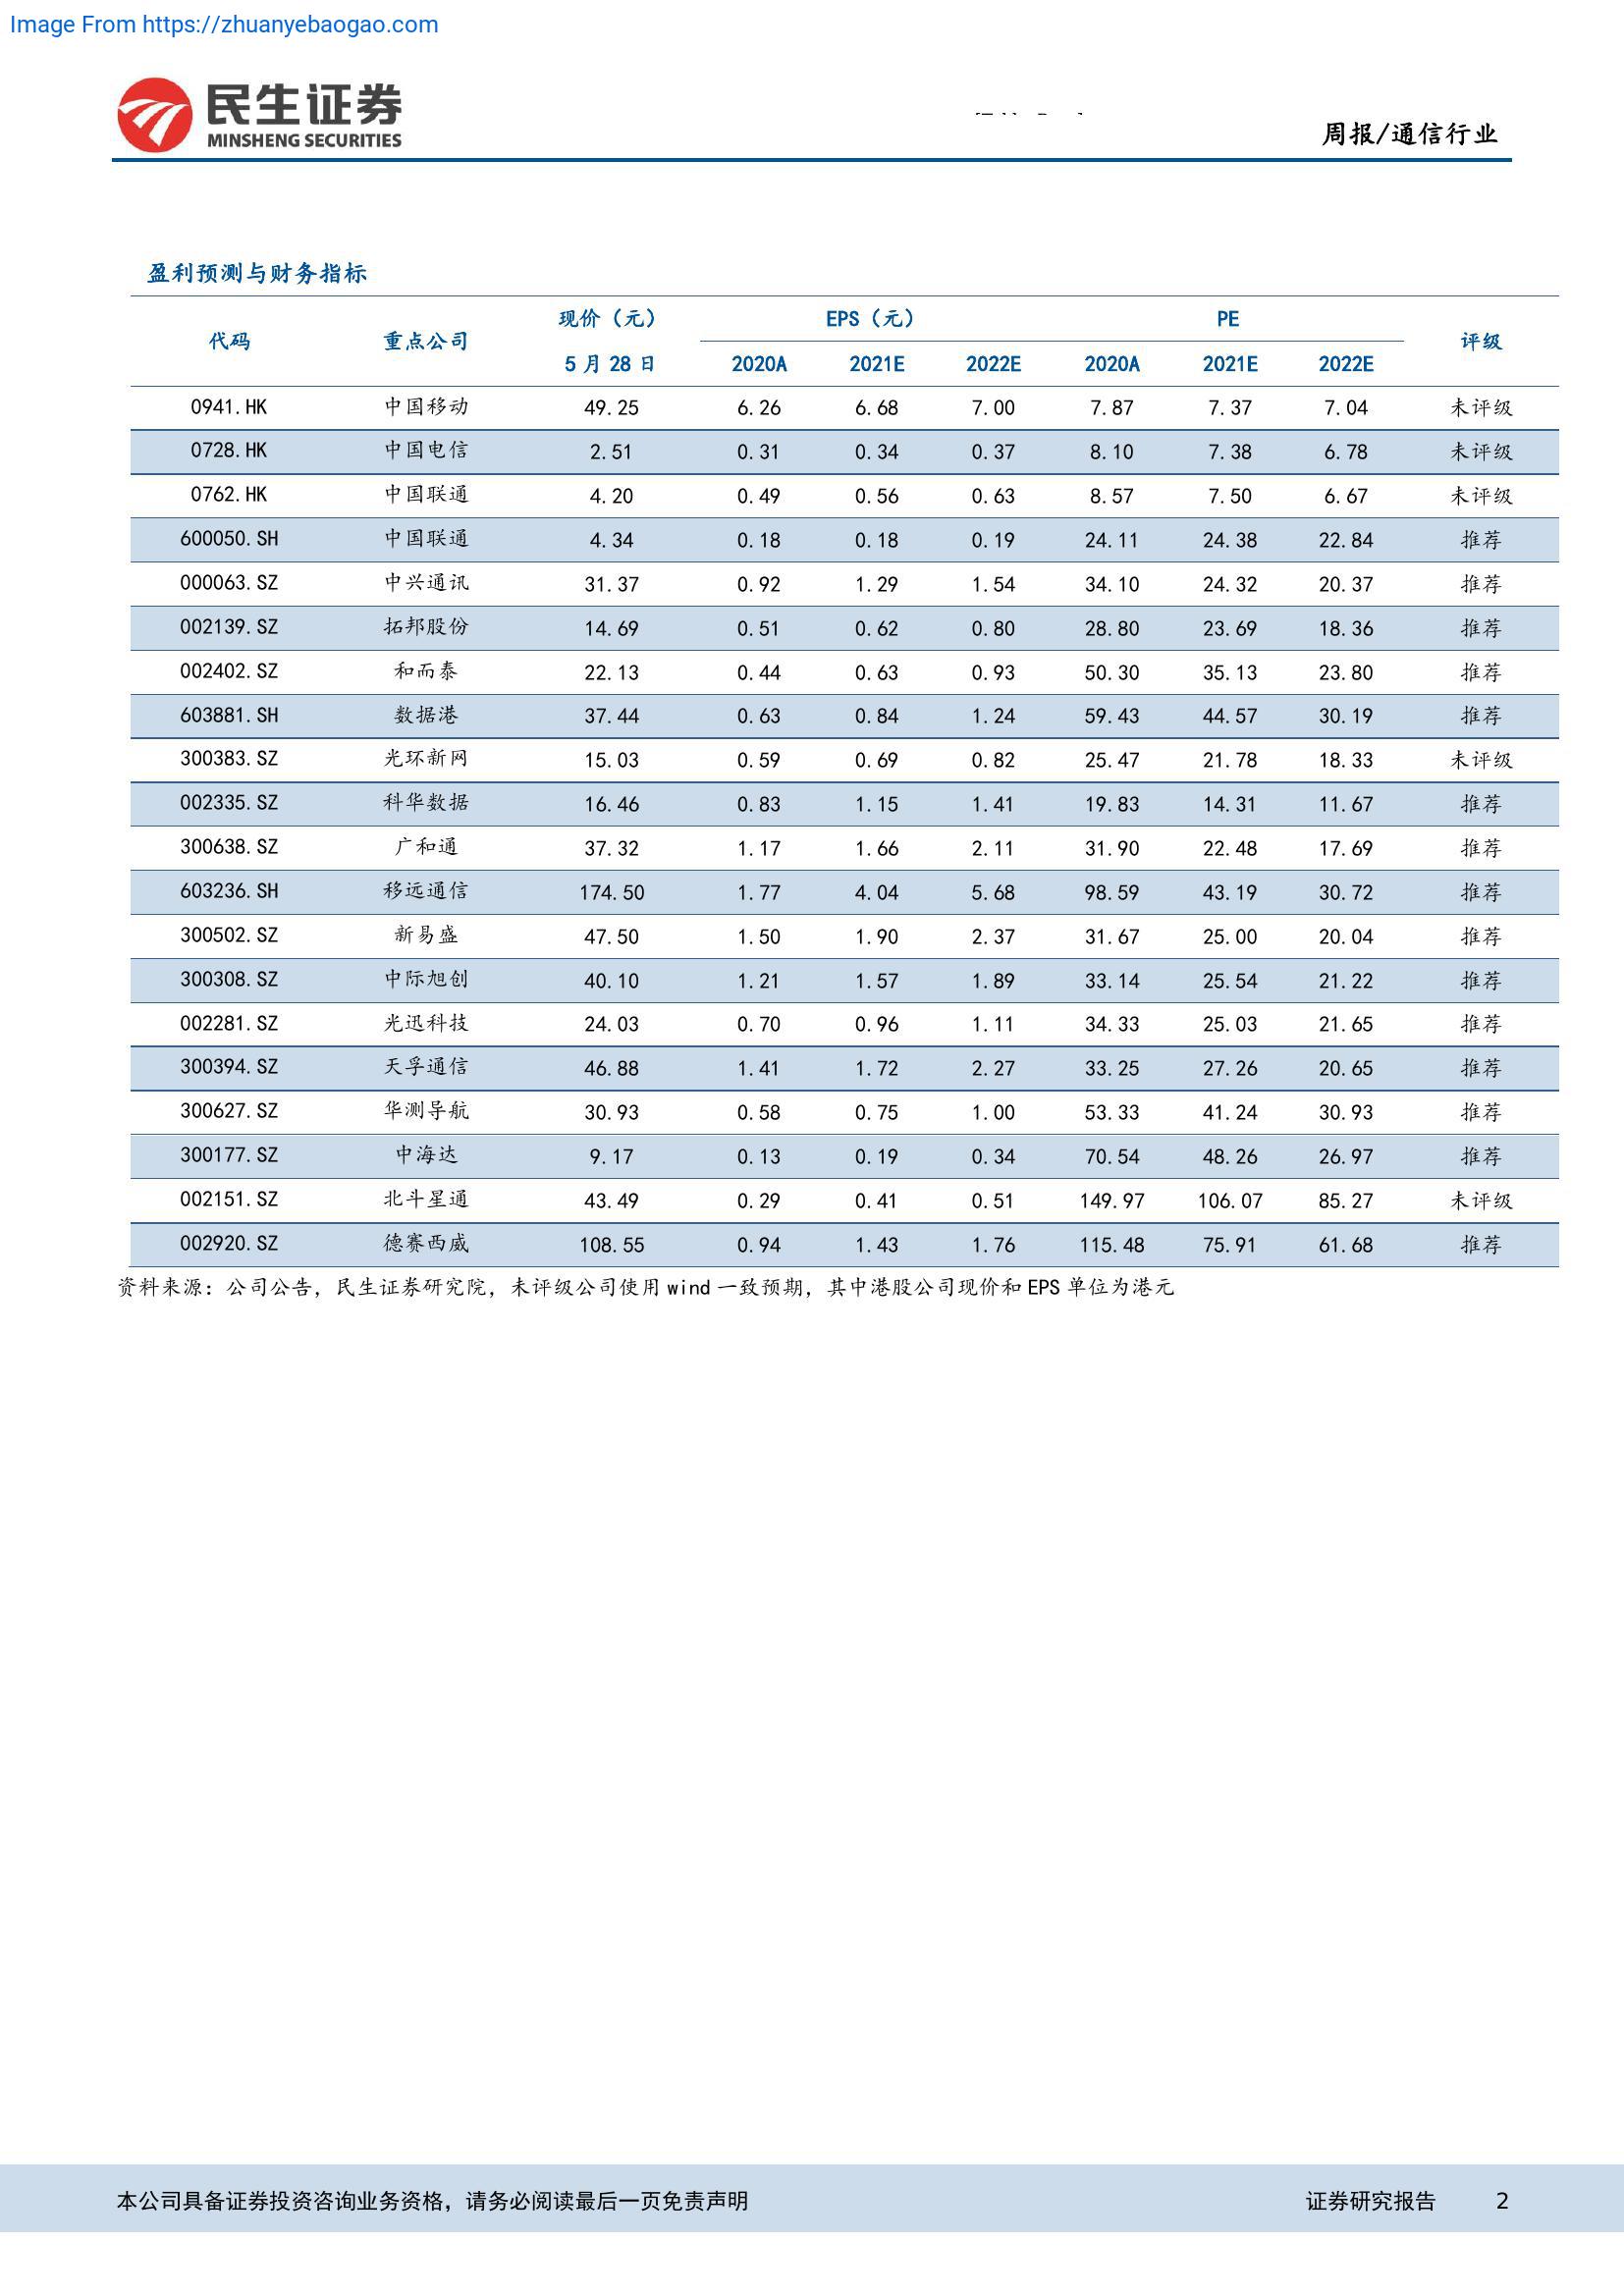 Image From https://zhuanyebaogao.com
民生证券
MINSHENG SECURITIES
周报/通信行业
盈利预测与财务指标
代码 重点公司 现价（元） EPS（元） PE 评级
5 月 28 日 2020A 2021E 2022E 2020A 2021E 2022E
0941.HK 中国移动 49.25 6.26 6.68 7.00 7.87 7.37 7.04 未评级
0728.HK 中国电信 2.51 0.31 0.34 0.37 8.10 7.38 6.78 未评级
0762.HK 中国联通 4.20 0.49 0.56 0.63 8.57 7.50 6.67 未评级
600050.SH 中国联通 4.34 0.18 0.18 0.19 24.11 24.38 22.84 推荐
000063.SZ 中兴通讯 31.37 0.92 1.29 1.54 34.10 24.32 20.37 推荐
002139.SZ 拓邦股份 14.69 0.51 0.62 0.80 28.80 23.69 18.36 推荐
002402.SZ 和而泰 22.13 0.44 0.63 0.93 50.30 35.13 23.80 推荐
603881.SH 数据港 37.44 0.63 0.84 1.24 59.43 44.57 30.19 推荐
300383.SZ 光环新网 15.03 0.59 0.69 0.82 25.47 21.78 18.33 未评级
002335.SZ 科华数据 16.46 0.83 1.15 1.41 19.83 14.31 11.67 推荐
300638.SZ 广和通 37.32 1.17 1.66 2.11 31.90 22.48 17.69 推荐
603236.SH 移远通信 174.50 1.77 4.04 5.68 98.59 43.19 30.72 推荐
300502.SZ 新易盛 47.50 1.50 1.90 2.37 31.67 25.00 20.04 推荐
300308.SZ 中际旭创 40.10 1.21 1.57 1.89 33.14 25.54 21.22 推荐
002281.SZ 光迅科技 24.03 0.70 0.96 1.11 34.33 25.03 21.65 推荐
300394.SZ 天孚通信 46.88 1.41 1.72 2.27 33.25 27.26 20.65 推荐
300627.SZ 华测导航 30.93 0.58 0.75 1.00 53.33 41.24 30.93 推荐
300177.SZ 中海达 9.17 0.13 0.19 0.34 70.54 48.26 26.97 推荐
002151.SZ 北斗星通 43.49 0.29 0.41 0.51 149.97 106.07 85.27 未评级
002920.SZ 德赛西威 108.55 0.94 1.43 1.76 115.48 75.91 61.68 推荐
资料来源：公司公告，民生证券研究院，未评级公司使用 wind 一致预期，其中港股公司现价和 EPS 单位为港元
本公司具备证券投资咨询业务资格，请务必阅读最后一页免责声明 证券研究报告 2